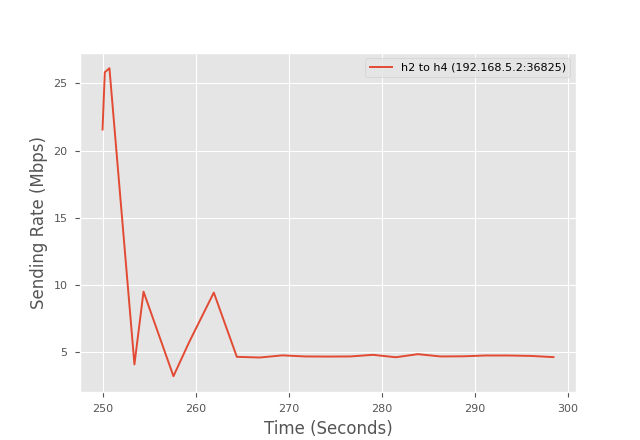 h2 to h4 (192.168.5.2:36825)
Sending Rate (Mbps)
25
20
15
10
5
250 260 270 280 290 300
Time (Seconds)